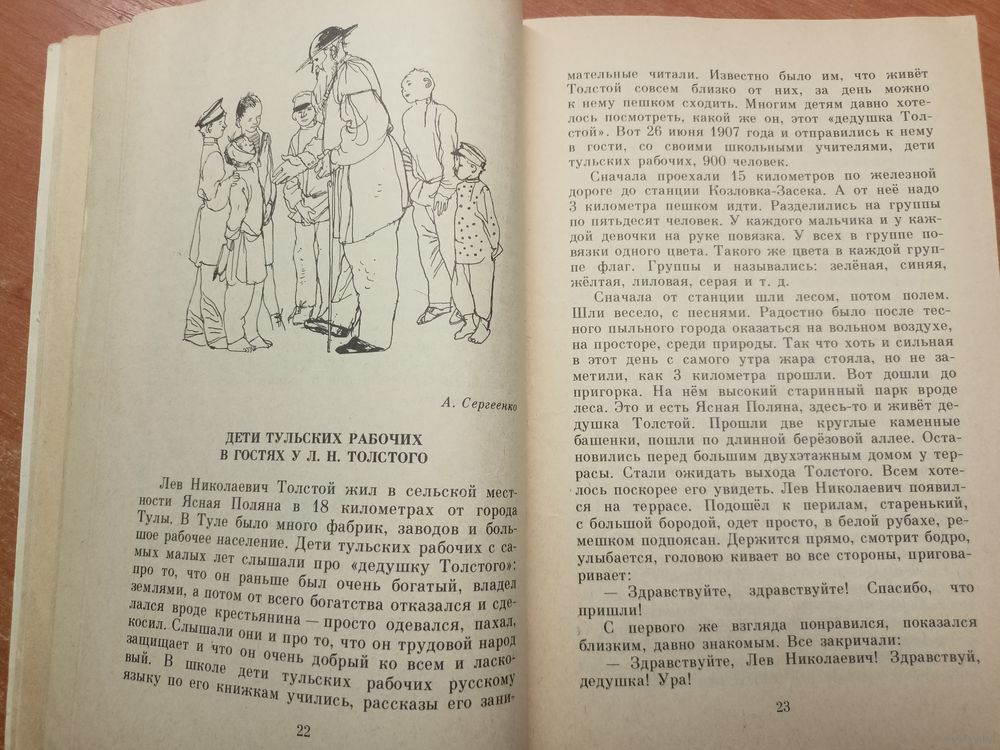 А. Сергеенко
ДЕТИ ТУЛЬСКИХ РАБОЧИХ
В ГОСТЯХ У Л. Н. ТОЛСТОГО
Лев Николаевич Толстой жил в сельской мест-
ности Ясная Поляна в 18 километрах от города
Тулы. В Туле было много фабрик, заводов и боль-
шое рабочее население. Дети тульских рабочих с са-
мых малых лет слышали про «дедушку Толстого»:
про то, что он раньше был очень богатый, владел
землями, а потом от всего богатства отказался и сде-
лался вроде крестьянина — просто одевался, пахал,
косил. Слышали они и про то, что он трудовой народ
защищает и что он очень добрый ко всем и ласко-
вый. В школе дети тульских рабочих русскому
языку по его книжкам учились, рассказы его зани-
22
мательные читали. Известно было им, что живёт
Толстой совсем близко от них, за день можно
к нему пешком сходить. Многим детям давно хоте-
лось посмотреть, какой же он, этот «дедушка Тол-
стой». Вот 26 июня 1907 года и отправились к нему
в гости, со своими школьными учителями, дети
тульских рабочих, 900 человек.
Сначала проехали 15 километров по железной
дороге до станции Козловка-Засека. А от неё надо
3 километра пешком идти. Разделились на группы
по пятьдесят человек. У каждого мальчика и у каж-
дой девочки на руке повязка. У всех в группе по-
вязки одного цвета. Такого же цвета в каждой груп-
пе флаг. Группы и назывались: зелёная, синяя,
жёлтая, лиловая, серая и т. д.
Сначала от станции шли лесом, потом полем.
Шли весело, с песнями. Радостно было после тес-
ного пыльного города оказаться на вольном воздухе,
на просторе, среди природы. Так что хоть и сильная
в этот день с самого утра жара стояла, но не за-
метили, как 3 километра прошли. Вот дошли до
пригорка. На нём высокий старинный парк вроде
леса. Это и есть Ясная Поляна, здесь-то и живёт де-
душка Толстой. Прошли две круглые каменные
башенки, пошли по длинной берёзовой аллее. Оста-
новились перед большим двухэтажным домом у тер-
расы. Стали ожидать выхода Толстого. Всем хоте-
лось поскорее его увидеть. Лев Николаевич появил-
ся на террасе. Подошёл к перилам, старенький,
с большой бородой, одет просто, в белой рубахе, ре-
мешком подпоясан. Держится прямо, смотрит бодро,
улыбается, головою кивает во все стороны, пригова-
ривает:
— Здравствуйте, здравствуйте! Спасибо, что
пришли!
С первого же взгляда понравился, показался
близким, давно знакомым. Все закричали:
— Здравствуйте, Лев Николаевич! Здравствуй,
дедушка! Ура!
23